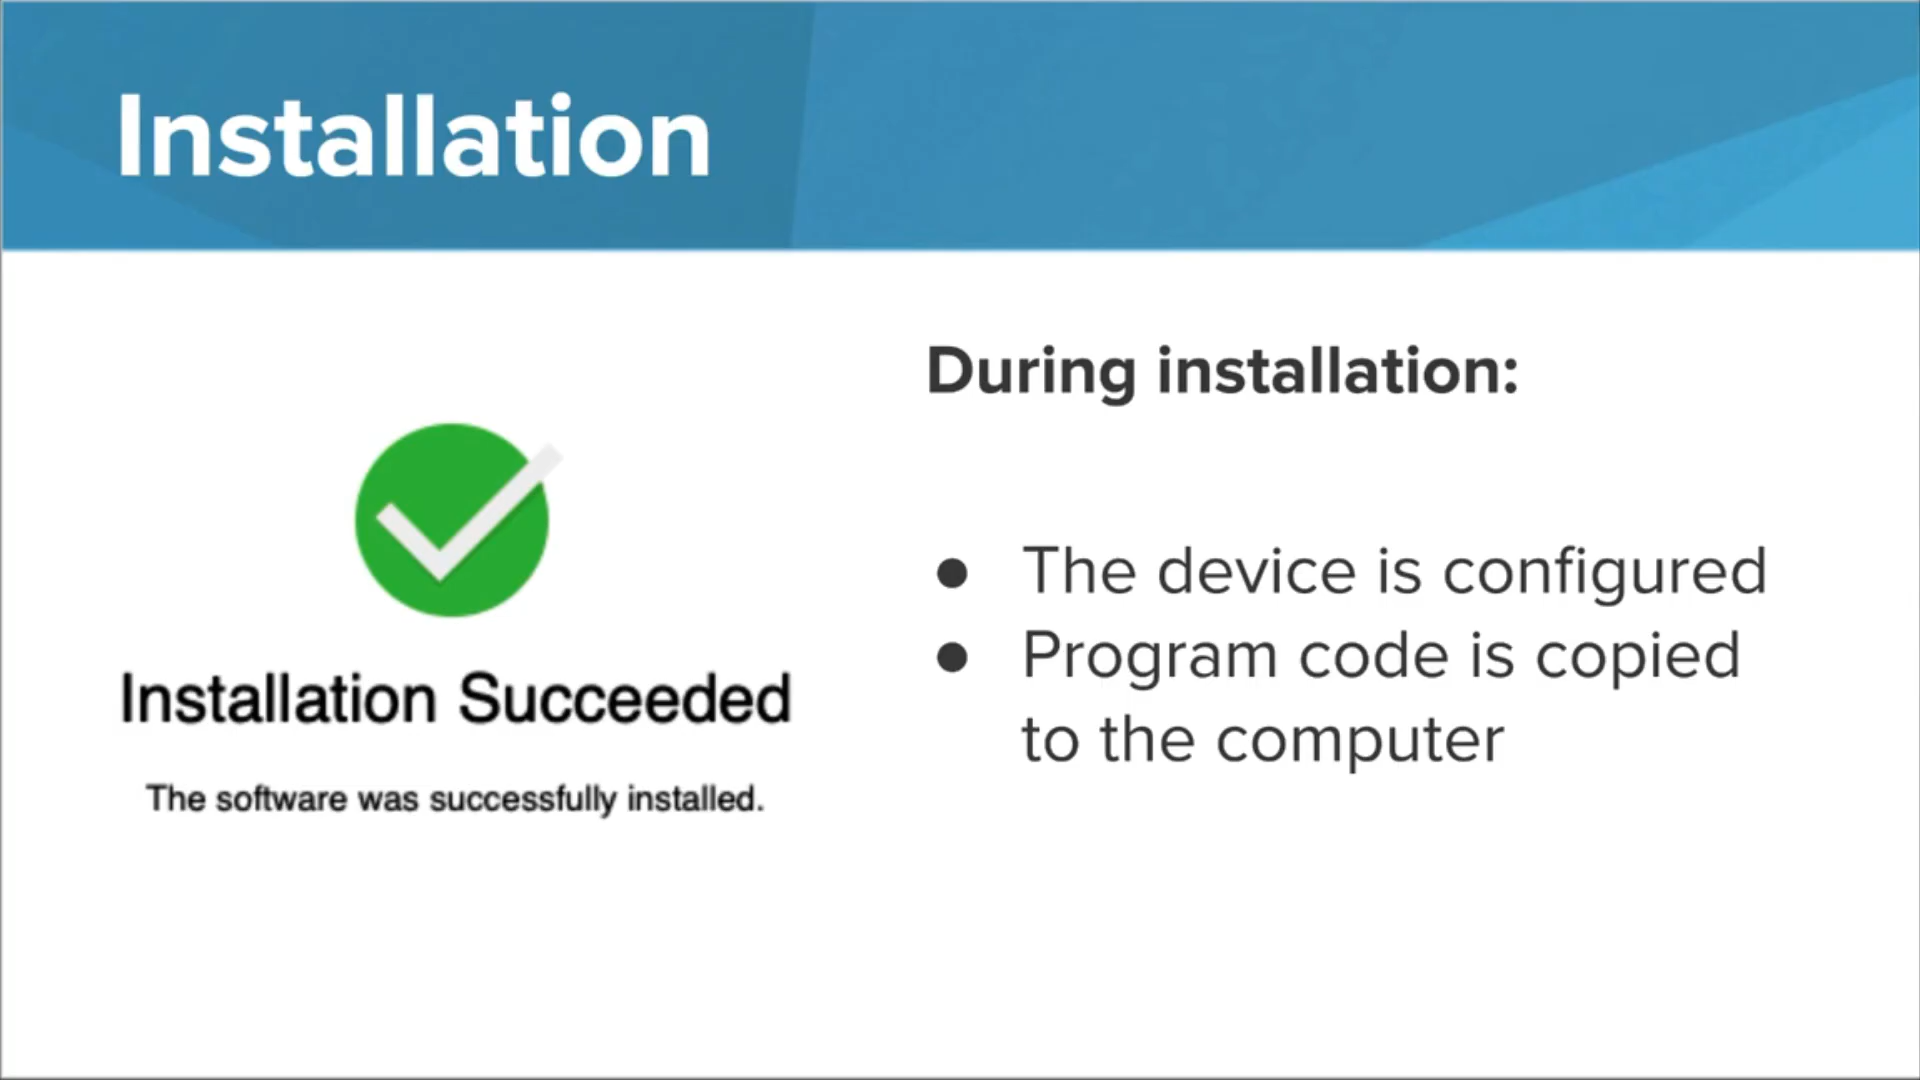 Installation
Installation Succeeded
The software was successfully installed.
During installation:
● The device is configured
● Program code is copied
to the computer